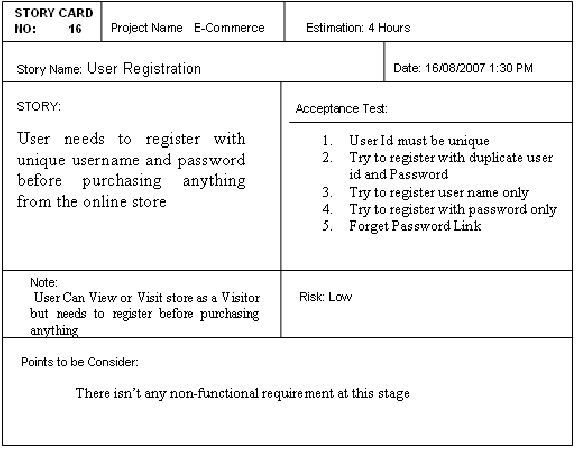 STORY CARD
NO: 16
Project Name E-Commerce
Estimation: 4 Hours
Story Name: User Registration
Date: 16/08/2007 1:30 PM
STORY:
User needs to register with
unique username and password
before purchasing anything
from the online store
Acceptance Test:
1. User Id must be unique
2. Try to register with duplicate user
id and Password
3. Try to register user name only
4. Try to register with password only
5. Forget Password Link
Note:
User Can View or Visit store as a Visitor
but needs to register before purchasing
anything
Risk: Low
Points to be Consider:
There isn't any non-functional requirement at this stage